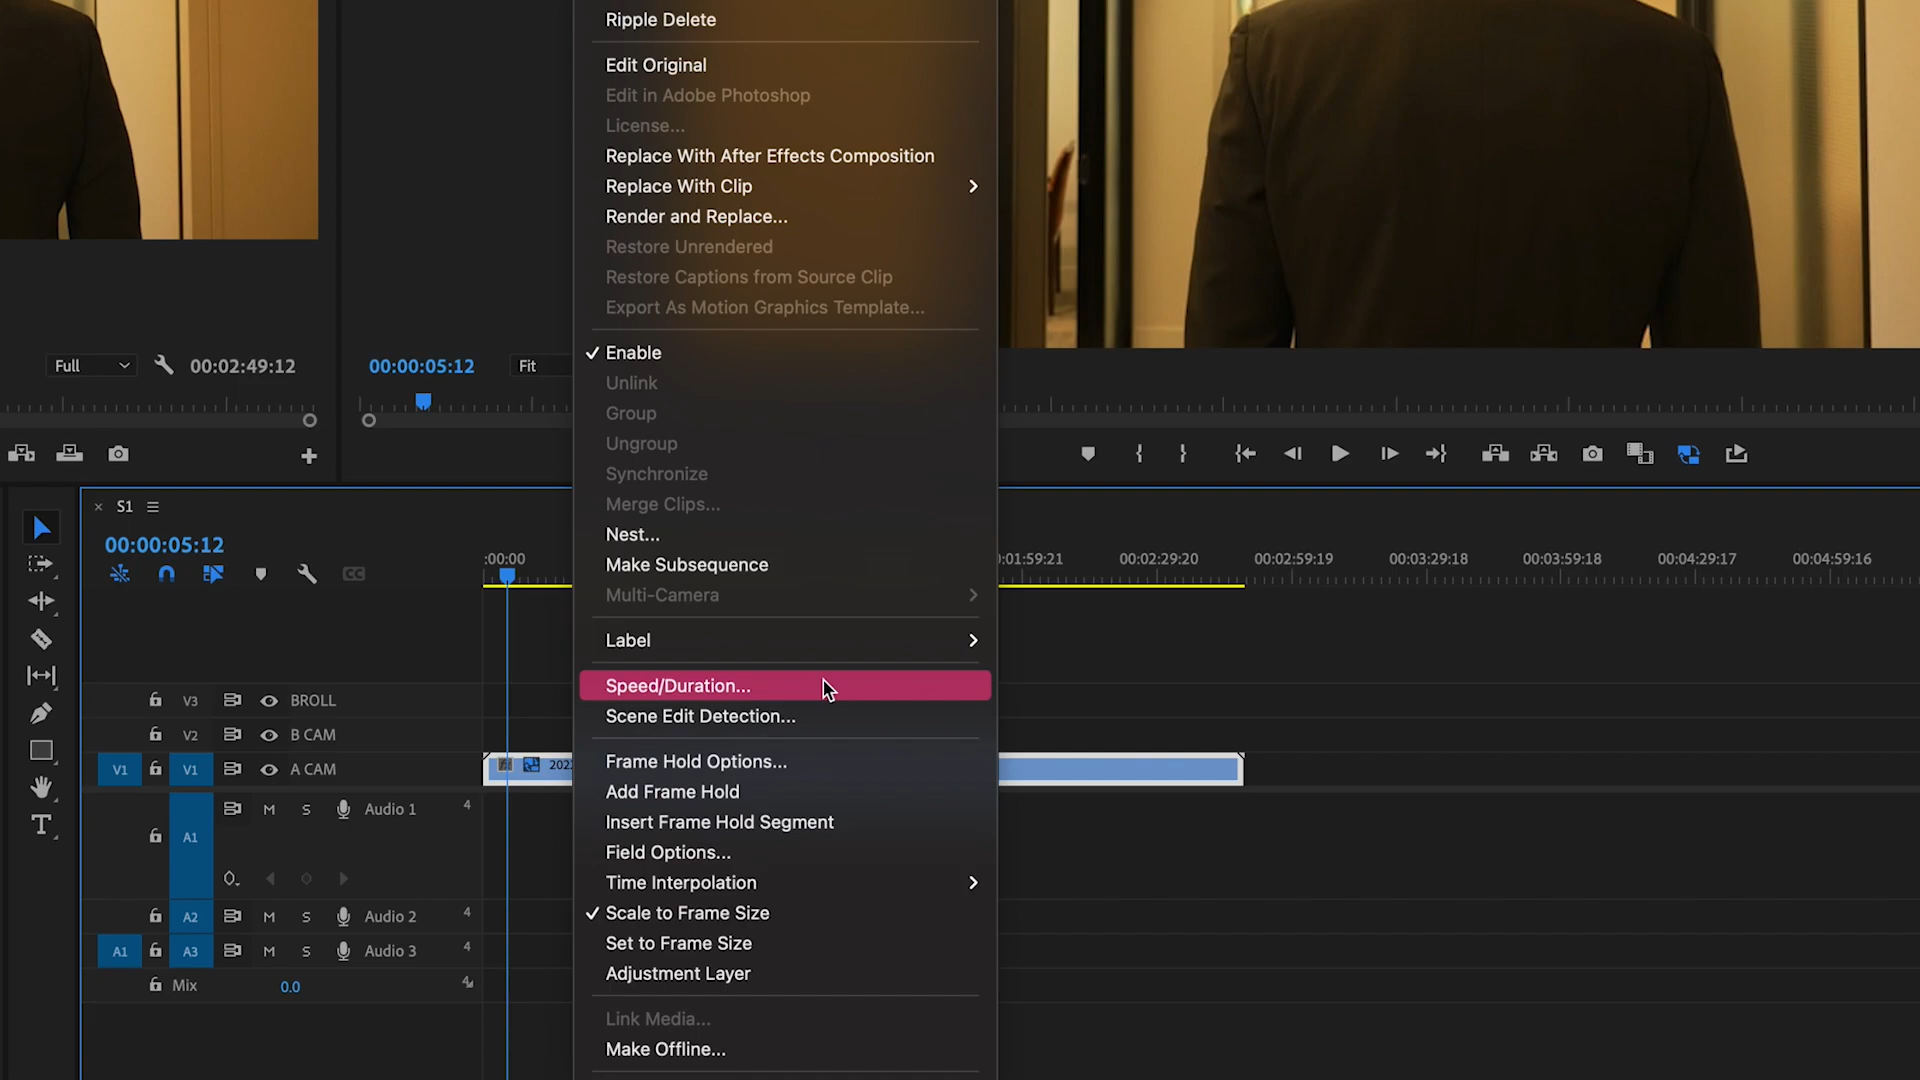 Ripple Delete
Edit Original
Edit in Adobe Photoshop
License...
Replace With After Effects Composition
Replace With Clip
Render and Replace...
Restore Unrendered
Restore Captions from Source Clip
Export As Motion Graphics Template...
Enable
Unlink
Group
Ungroup
Synchronize
Merge Clips...
Nest...
Make Subsequence
Multi-Camera
Label
Speed/Duration...
Scene Edit Detection...
Frame Hold Options...
Add Frame Hold
Insert Frame Hold Segment
Field Options...
Time Interpolation
Scale to Frame Size
Set to Frame Size
Adjustment Layer
Link Media...
Make Offline...
Full
00:02:49:12
00:00:05:12
Fit
S1
00:00:05:12
CC
:00:00
:01:59:21
00:02:29:20
00:02:59:19
00:03:29:18
00:03:59:18
00:04:29:17
00:04:59:16
V3 BROLL
V2 B CAM
V1 V1 A CAM
fx 202
A1 M S Audio 1 4
A2 M S Audio 2 4
A1 A3 M S Audio 3 4
Mix 0.0 4
T